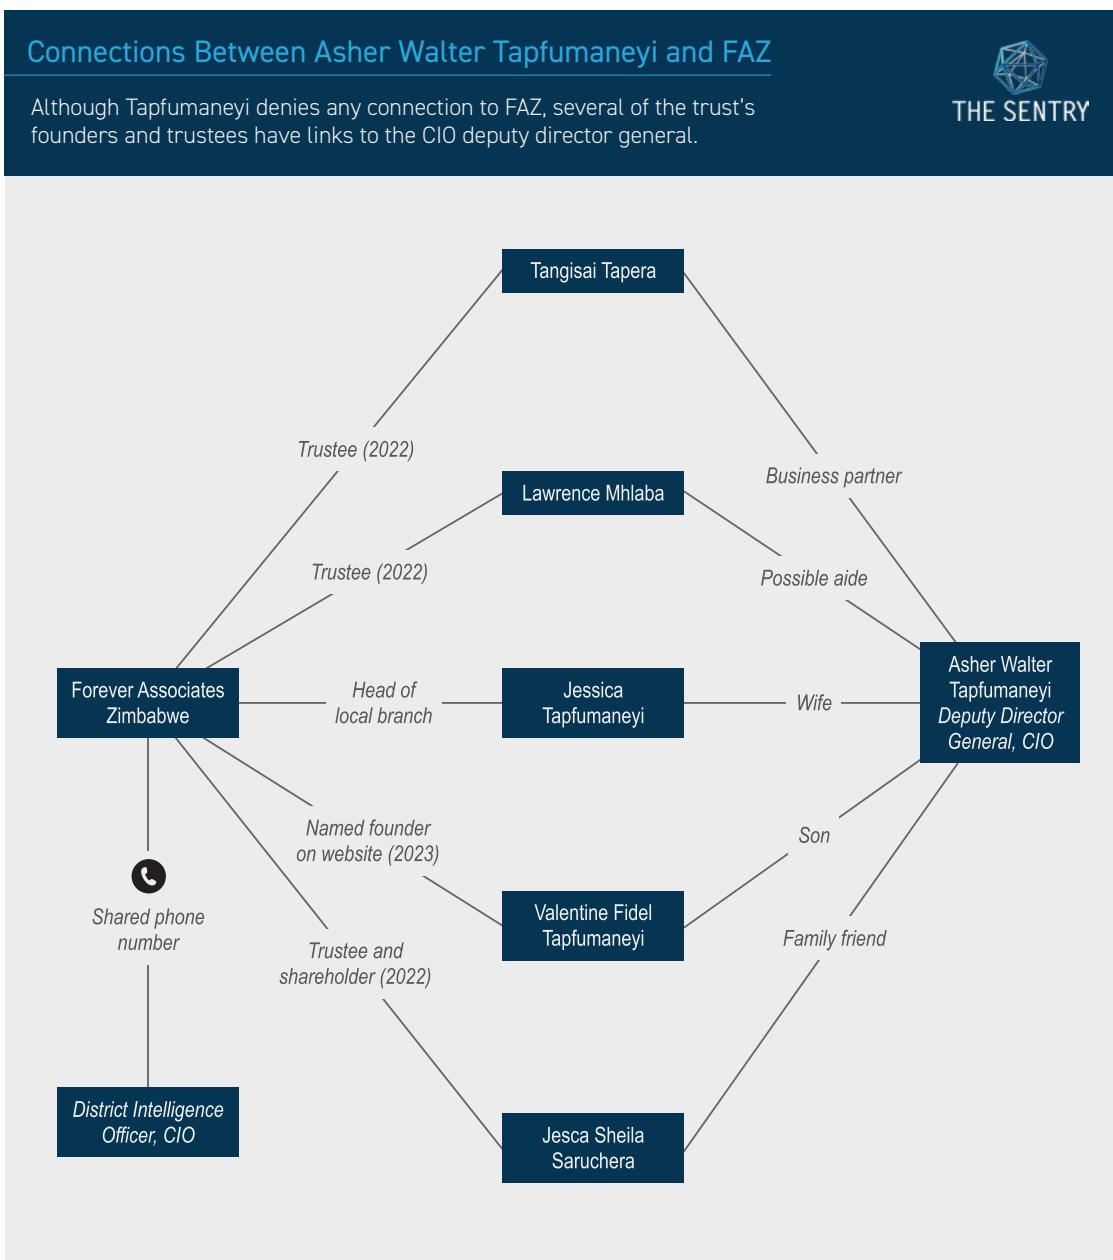 Connections Between Asher Walter Tapfumaneyi and FAZ
Although Tapfumaneyi denies any connection to FAZ, several of the trust's
founders and trustees have links to the CIO deputy director general.
THE SENTRY
Tangisai Tapera
Trustee (2022)
Business partner
Lawrence Mhlaba
Trustee (2022)
Possible aide
Forever Associates
Zimbabwe
Head of
local branch
Jessica
Tapfumaneyi
Wife
Asher Walter
Tapfumaneyi
Deputy Director
General, CIO
Named founder
on website (2023)
Son
Valentine Fidel
Tapfumaneyi
Shared phone
number
Trustee and
shareholder (2022)
Family friend
District Intelligence
Officer, CIO
Jesca Sheila
Saruchera